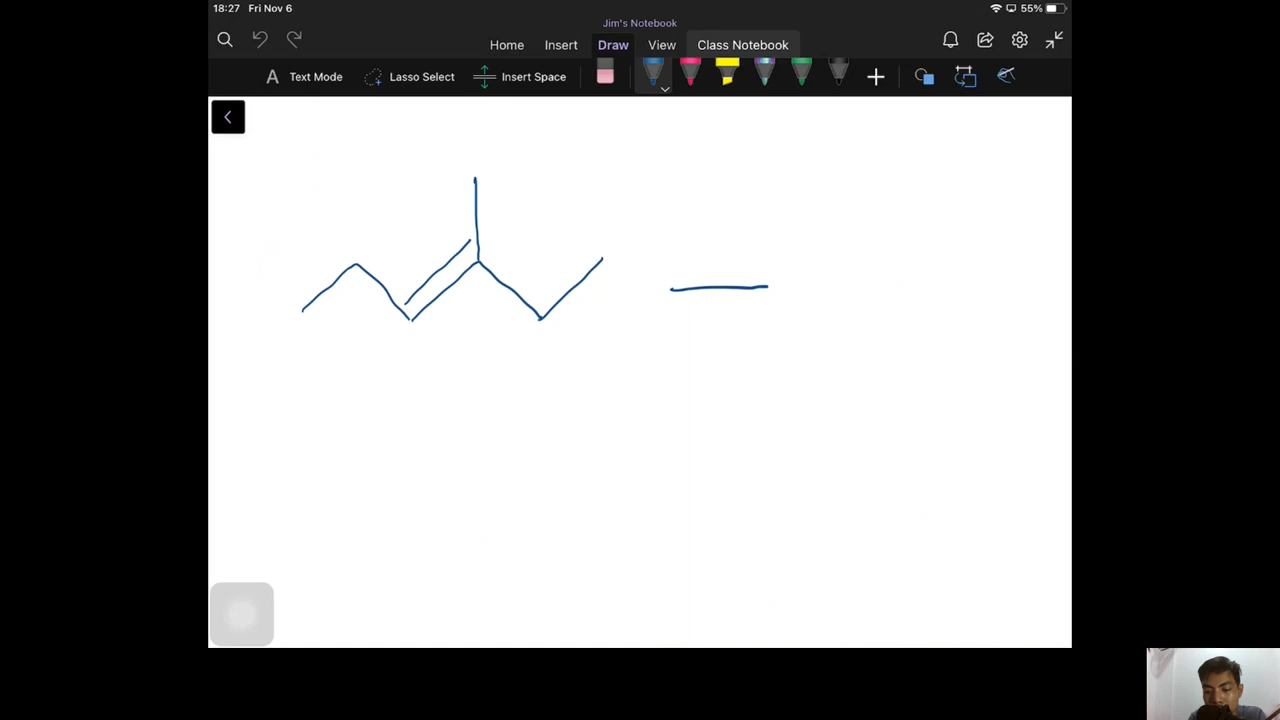 18:27 Fri Nov 6
55%
Jim's Notebook
Home Insert Draw View Class Notebook
A Text Mode Lasso Select Insert Space